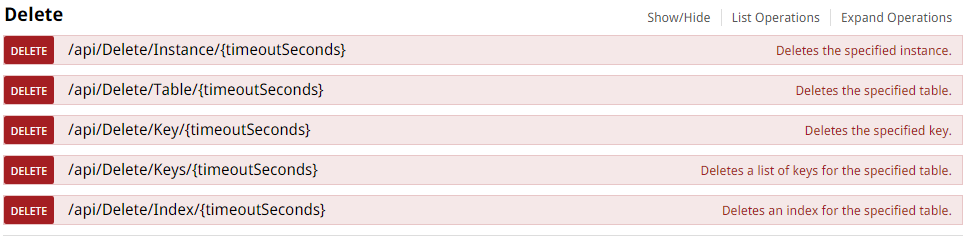 Delete
Show/Hide
List Operations
Expand Operations
DELETE /api/Delete/Instance/{timeoutSeconds} Deletes the specified instance.
DELETE /api/Delete/Table/{timeoutSeconds} Deletes the specified table.
DELETE /api/Delete/Key/{timeoutSeconds} Deletes the specified key.
DELETE /api/Delete/Keys/{timeoutSeconds} Deletes a list of keys for the specified table.
DELETE /api/Delete/Index/{timeoutSeconds} Deletes an index for the specified table.